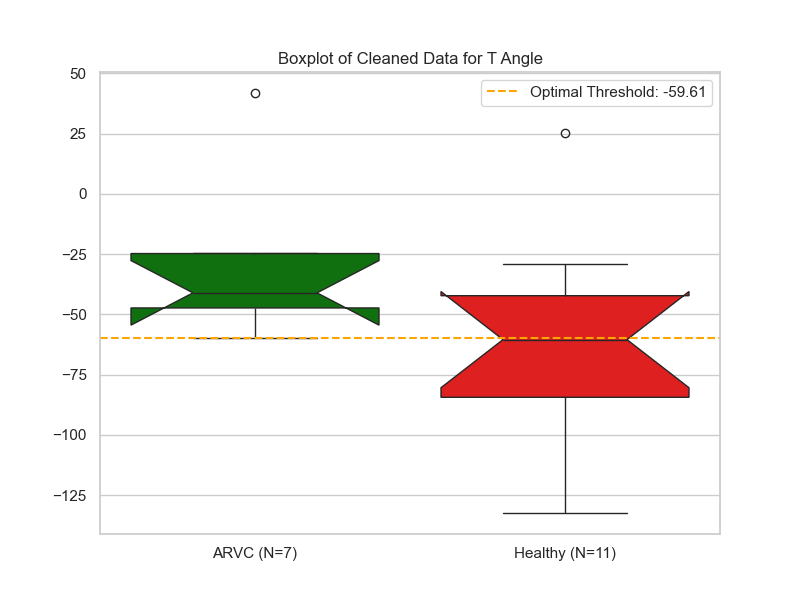 Boxplot of Cleaned Data for T Angle
Optimal Threshold: -59.61
50
25
0
−25
−50
−75
−100
−125
ARVC (N=7)
Healthy (N=11)